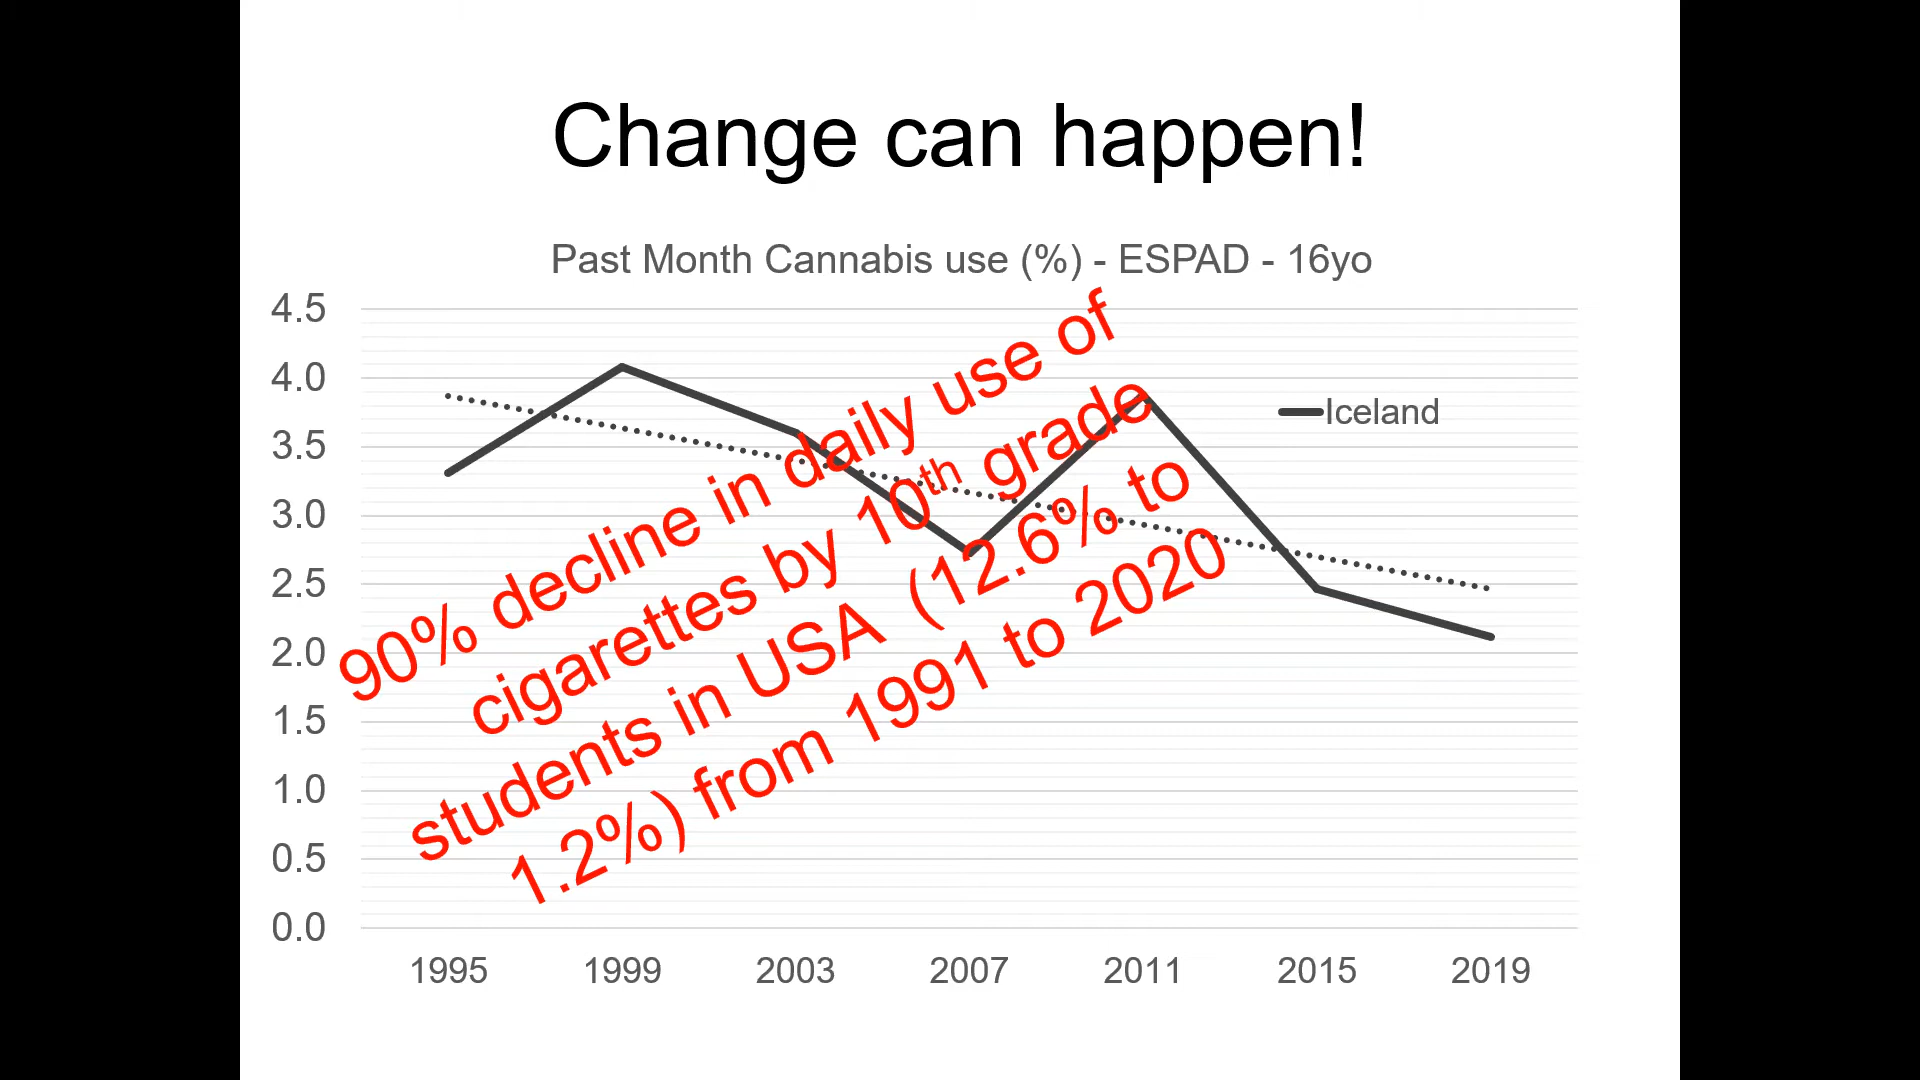 Change can happen!
Past Month Cannabis use (%) - ESPAD - 16yo
4.5
4.0
3.5
3.0
2.5
2.0
1.5
1.0
0.5
0.0
Iceland
90% decline in daily use of
cigarettes by 10th grade
students in USA (12.6% to
1.2%) from 1991 to 2020
1995 1999 2003 2007 2011 2015 2019